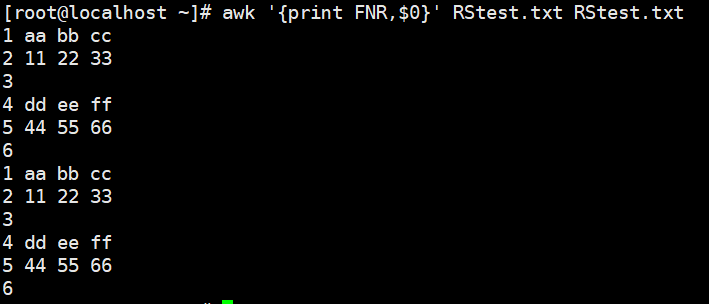 [root@localhost ~]# awk '{print FNR,$0}' RStest.txt RStest.txt
1 aa bb cc
2 11 22 33
3
4 dd ee ff
5 44 55 66
6
1 aa bb cc
2 11 22 33
3
4 dd ee ff
5 44 55 66
6